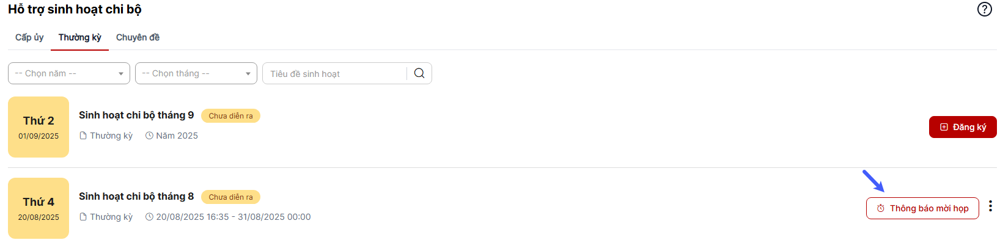 Hỗ trợ sinh hoạt chi bộ
Cấp ủy Thường kỳ Chuyên đề
-- Chọn năm -- -- Chọn tháng -- Tiêu đề sinh hoạt
Thứ 2
01/09/2025
Sinh hoạt chi bộ tháng 9 Chưa diễn ra
Thường kỳ Năm 2025
Đăng ký
Thứ 4
20/08/2025
Sinh hoạt chi bộ tháng 8 Chưa diễn ra
Thường kỳ 20/08/2025 16:35 - 31/08/2025 00:00
Thông báo mời họp